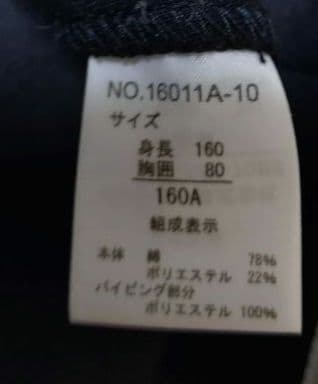 NO.16011A-10
サイズ
身長 160
胸囲 80
160A
組成表示
本体 綿 78%
ポリエステル 22%
パイピング部分
ポリエステル 100%